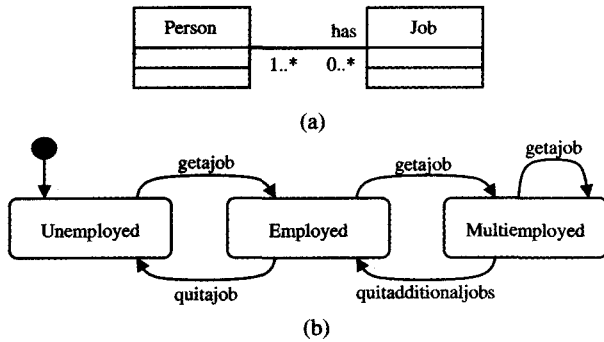 Person
has
Job
1..*
0..*
(a)
getajob
getajob
getajob
Unemployed
Employed
Multiemployed
quitajob
quitadditionaljobs
(b)